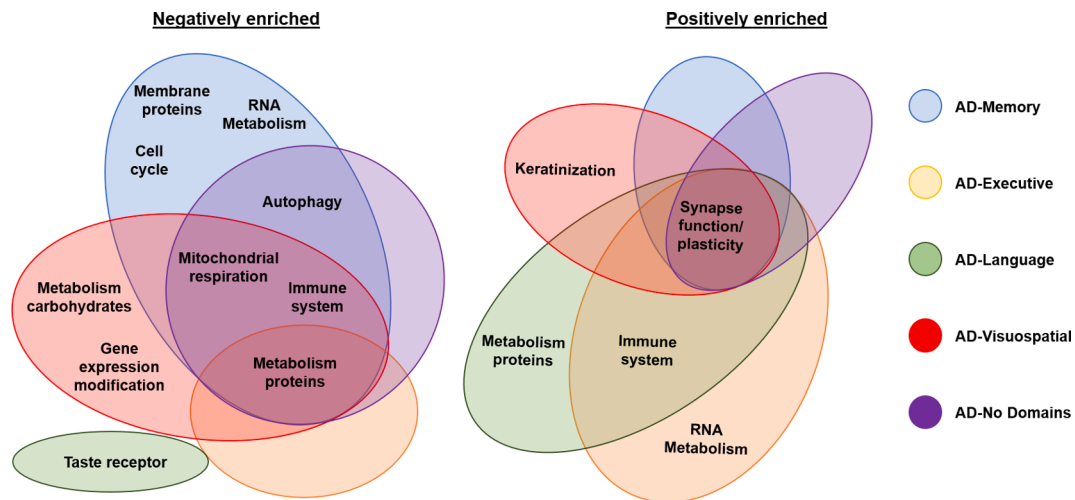 Negatively enriched
Membrane
proteins
RNA
Metabolism
Cell
cycle
Autophagy
Mitochondrial
respiration
Metabolism
carbohydrates
Immune
system
Gene
expression
modification
Metabolism
proteins
Taste receptor
Positively enriched
Keratinization
Synapse
function/
plasticity
Metabolism
proteins
Immune
system
RNA
Metabolism
AD-Memory
AD-Executive
AD-Language
AD-Visuospatial
AD-No Domains